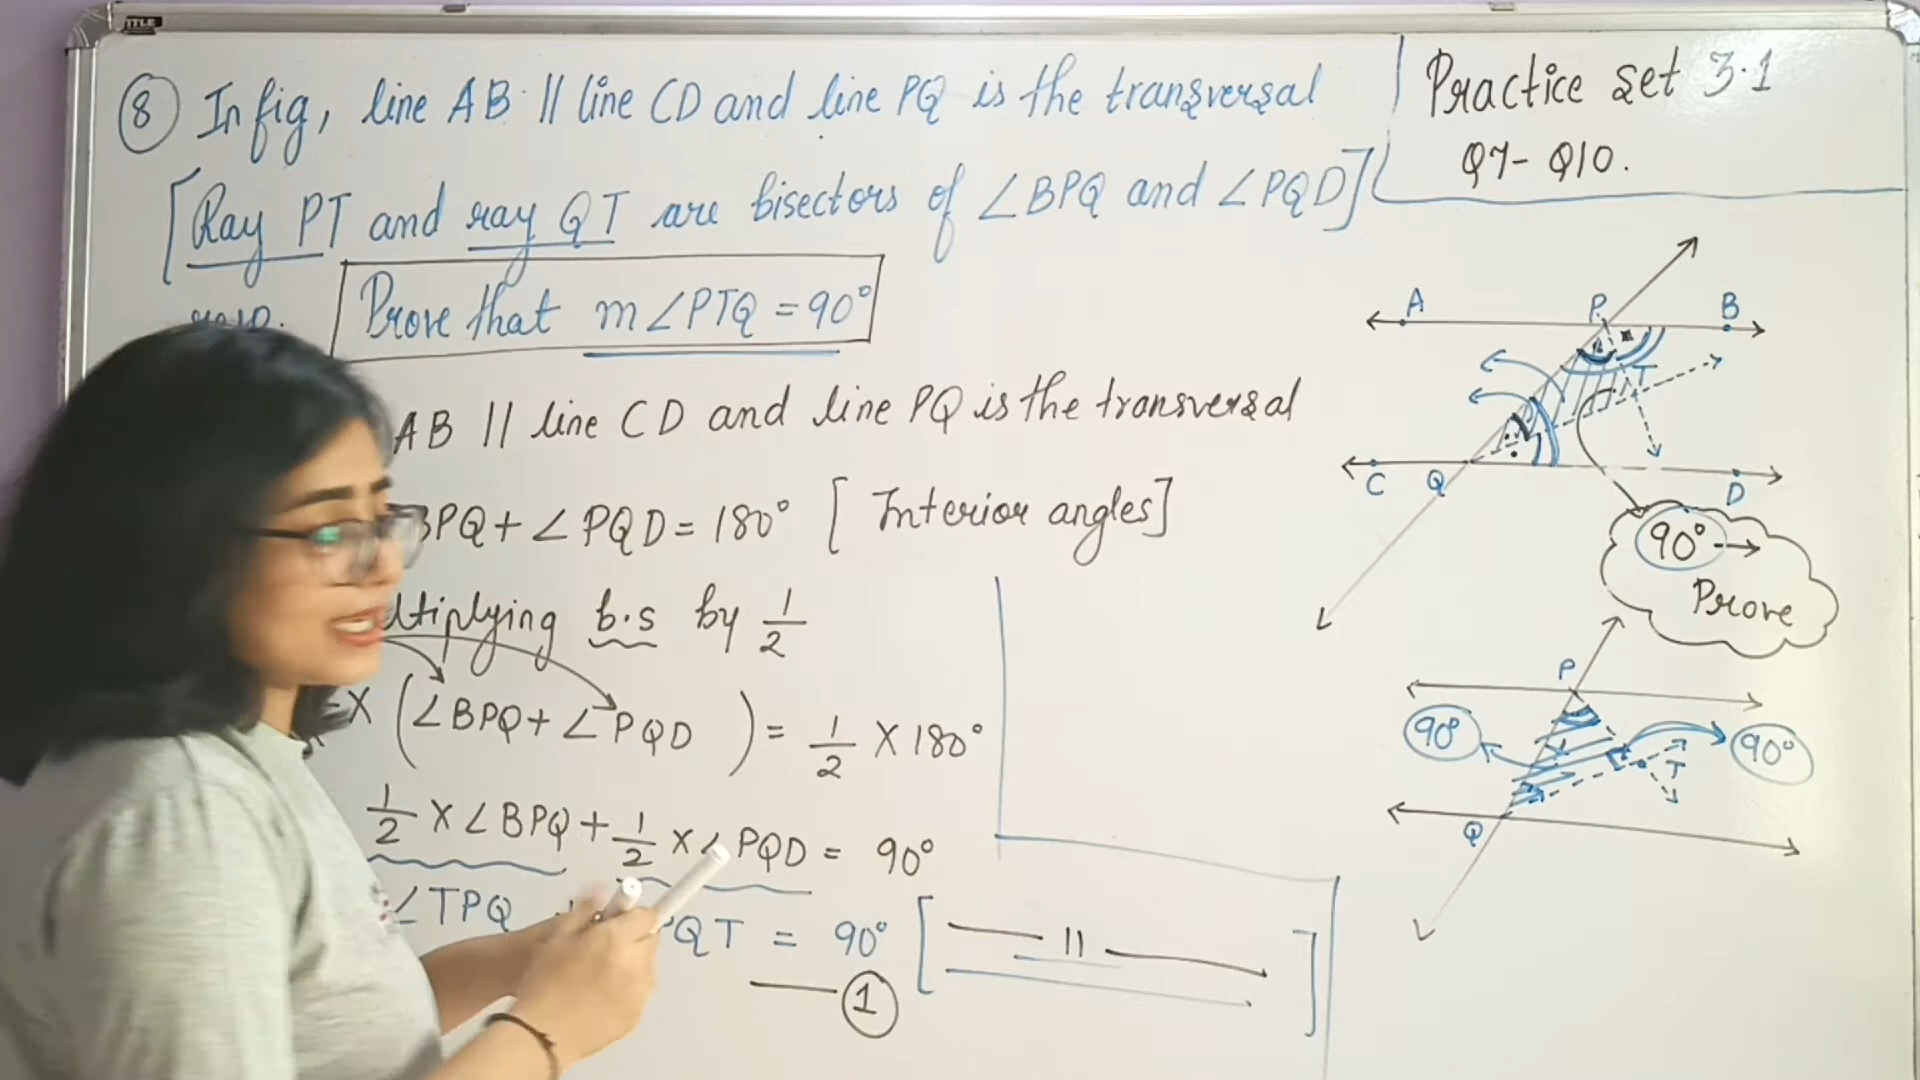 TITLE
Practice set 3.1
Q7- Q10.
8 In fig, line AB || line CD and line PQ is the transversal
[Ray PT and ray QT are bisectors of ∠BPQ and ∠PQD]
Prove that m∠PTQ = 90°
AB || line CD and line PQ is the transversal
BPQ + ∠PQD = 180° [Interior angles]
b.s by 1/2
X (∠BPQ + ∠PQD) = 1/2 X 180°
1/2 X ∠BPQ + 1/2 X ∠PQD = 90°
∠TPQ PQT = 90° [ || ]
1
A P B
T
C Q D
90° →
Prove
P
90° 90°
T
Q